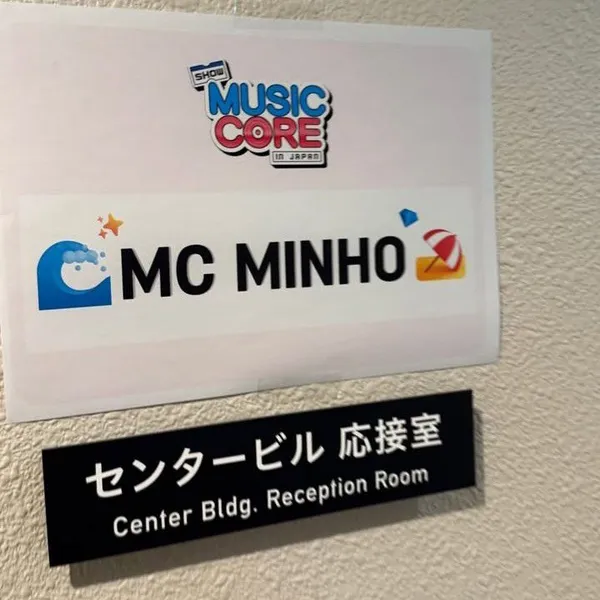 SHOW
MUSIC
CORE
IN JAPAN
MC MINHO
センタービル 応接室
Center Bldg. Reception Room